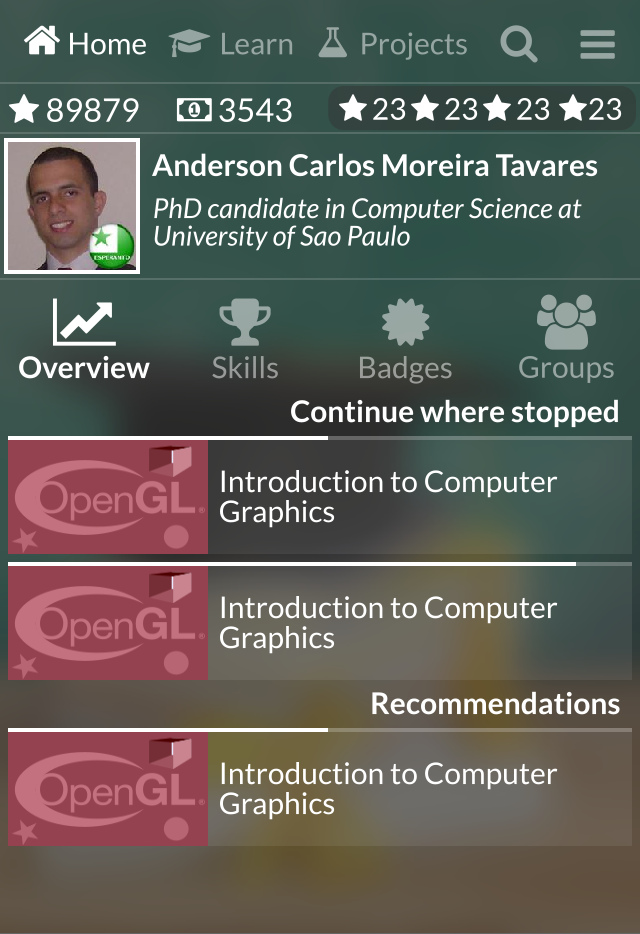 Home Learn Projects
89879 3543 23 23 23 23
Anderson Carlos Moreira Tavares
PhD candidate in Computer Science at
University of Sao Paulo
ESPERANTO
Overview Skills Badges Groups
Continue where stopped
OpenGL®
Introduction to Computer
Graphics
OpenGL®
Introduction to Computer
Graphics
Recommendations
OpenGL®
Introduction to Computer
Graphics